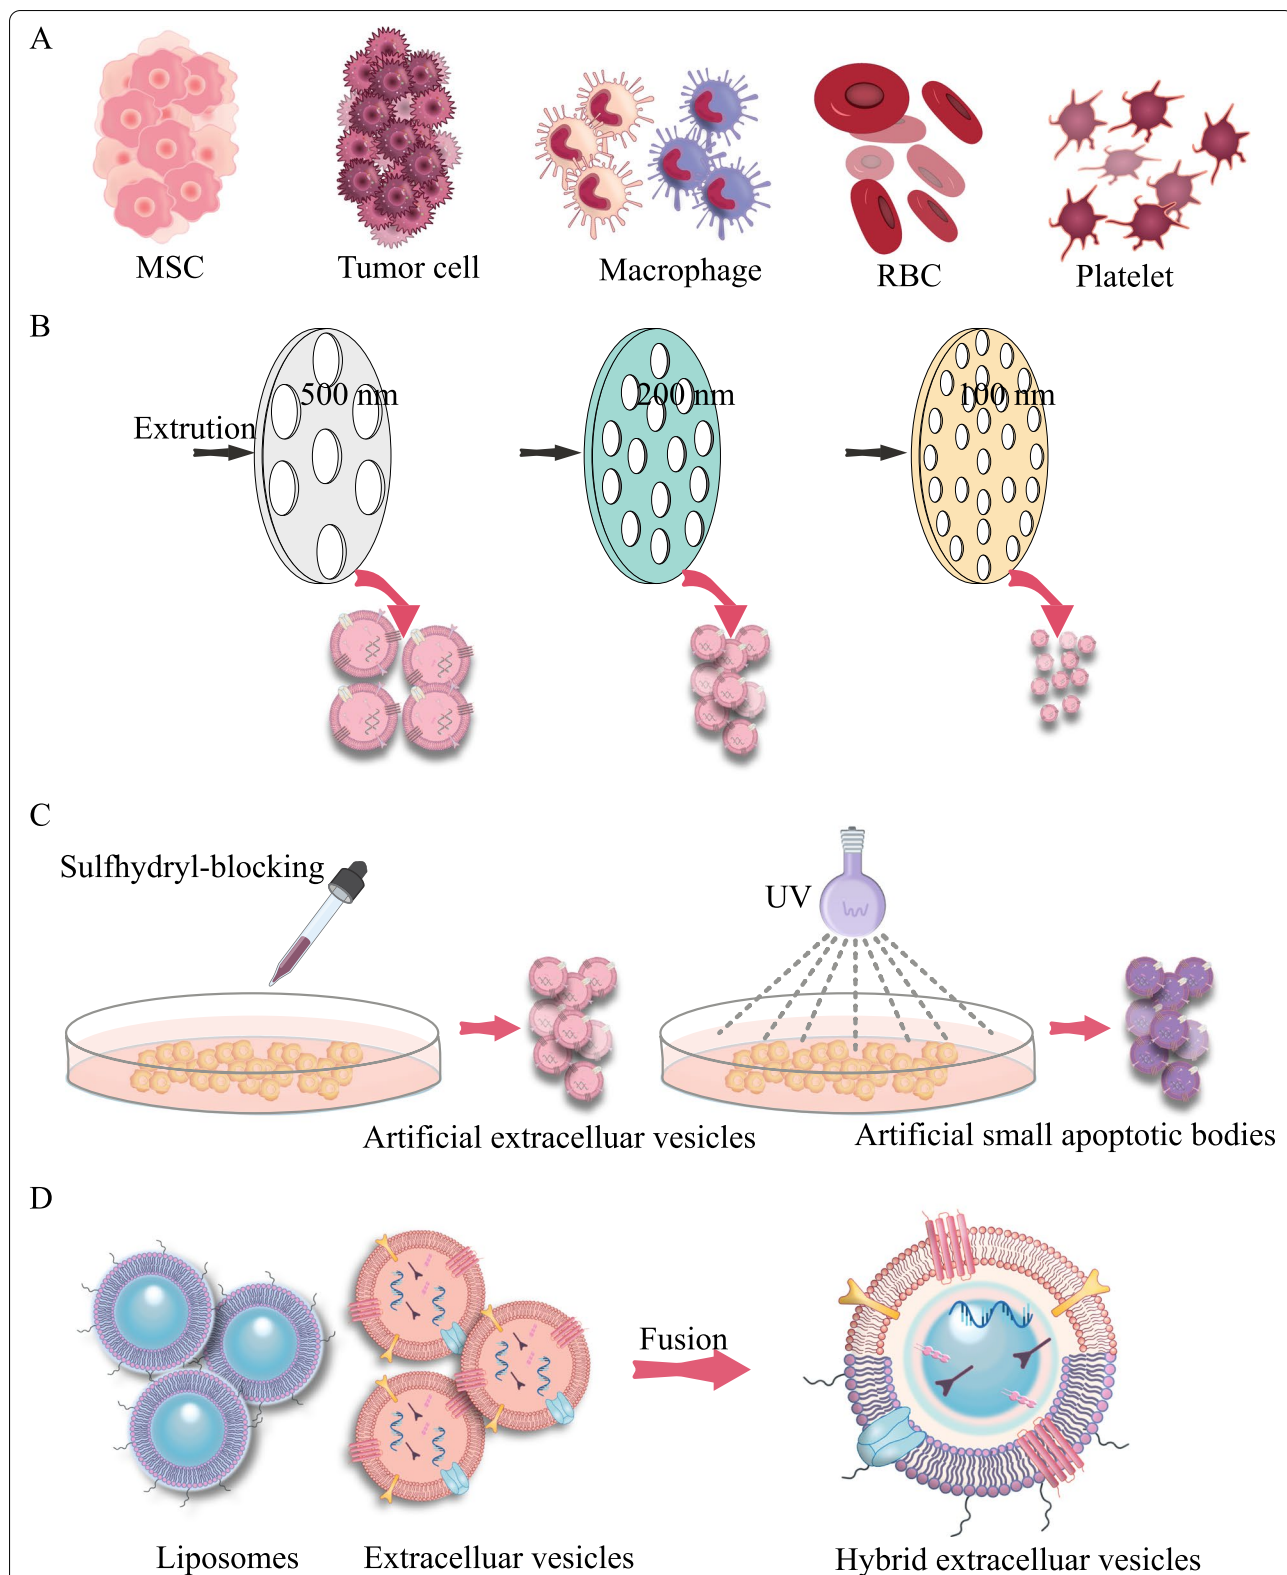 A
MSC
Tumor cell
Macrophage
RBC
Platelet
B
Extrution
500 nm
200 nm
100 nm
C
Sulfhydryl-blocking
UV
Artificial extracelluar vesicles
Artificial small apoptotic bodies
D
Fusion
Liposomes
Extracelluar vesicles
Hybrid extracelluar vesicles